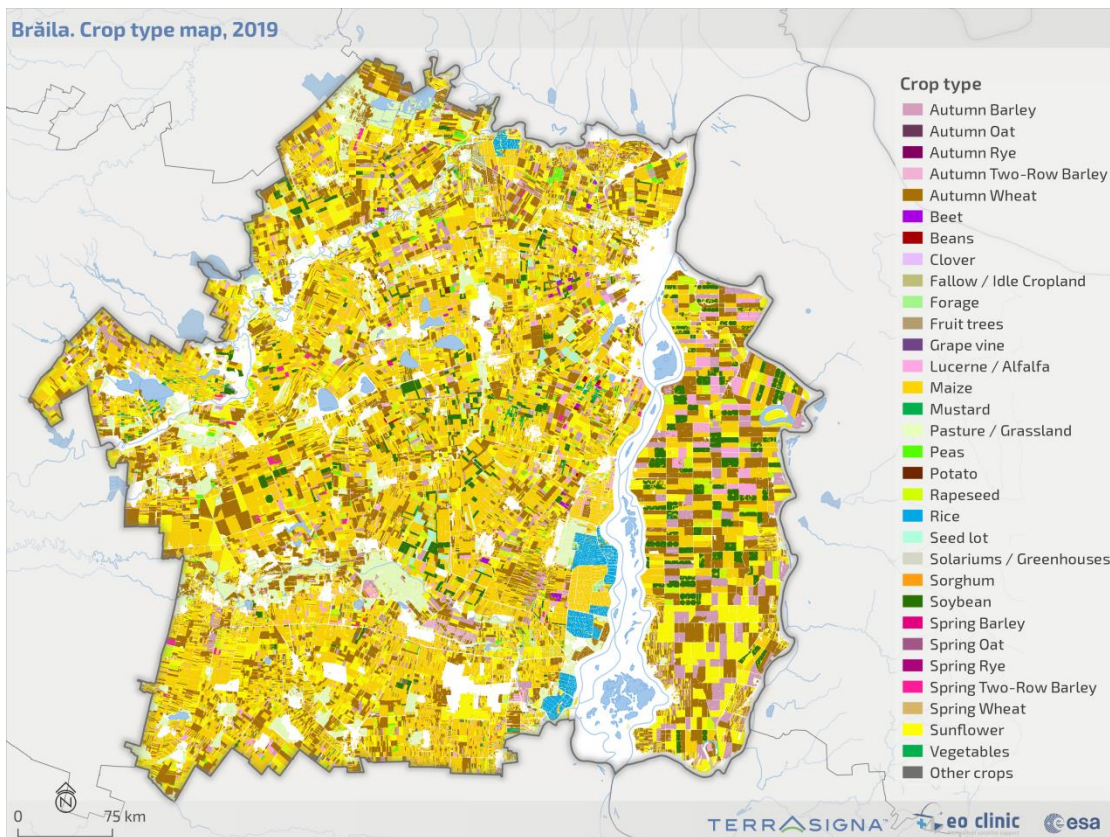 Brăila. Crop type map, 2019
Crop type
Autumn Barley
Autumn Oat
Autumn Rye
Autumn Two-Row Barley
Autumn Wheat
Beet
Beans
Clover
Fallow / Idle Cropland
Forage
Fruit trees
Grape vine
Lucerne / Alfalfa
Maize
Mustard
Pasture / Grassland
Peas
Potato
Rapeseed
Rice
Seed lot
Solariums / Greenhouses
Sorghum
Soybean
Spring Barley
Spring Oat
Spring Rye
Spring Two-Row Barley
Spring Wheat
Sunflower
Vegetables
Other crops
N
0 75 km
TERRASIGNA eo clinic esa